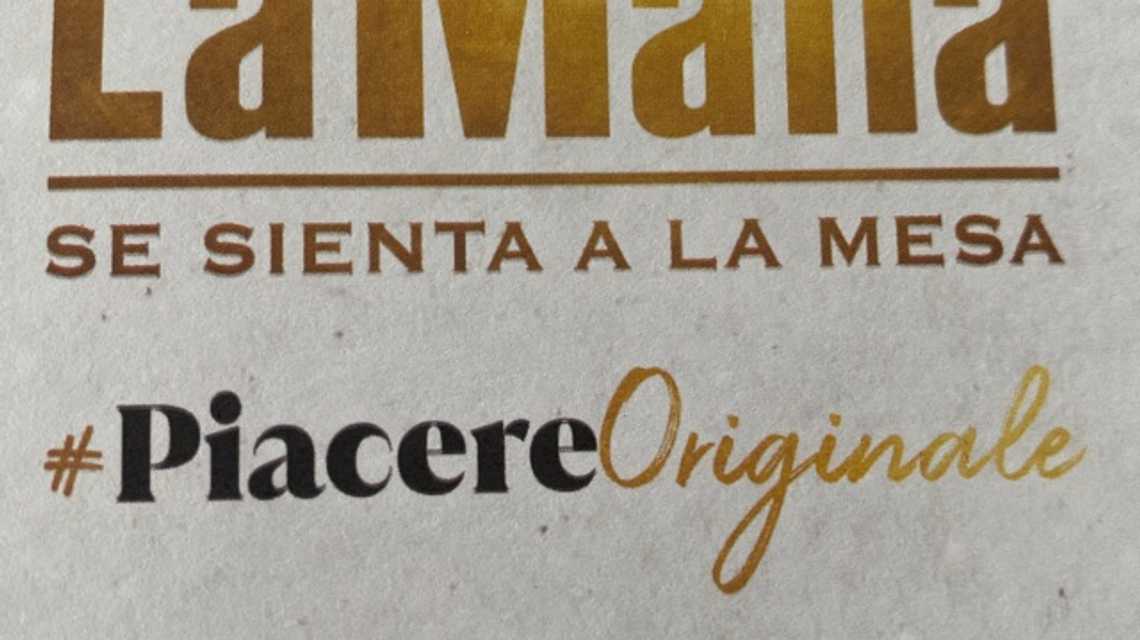 LaMafia
SE SIENTA A LA MESA
#PiacereOriginale